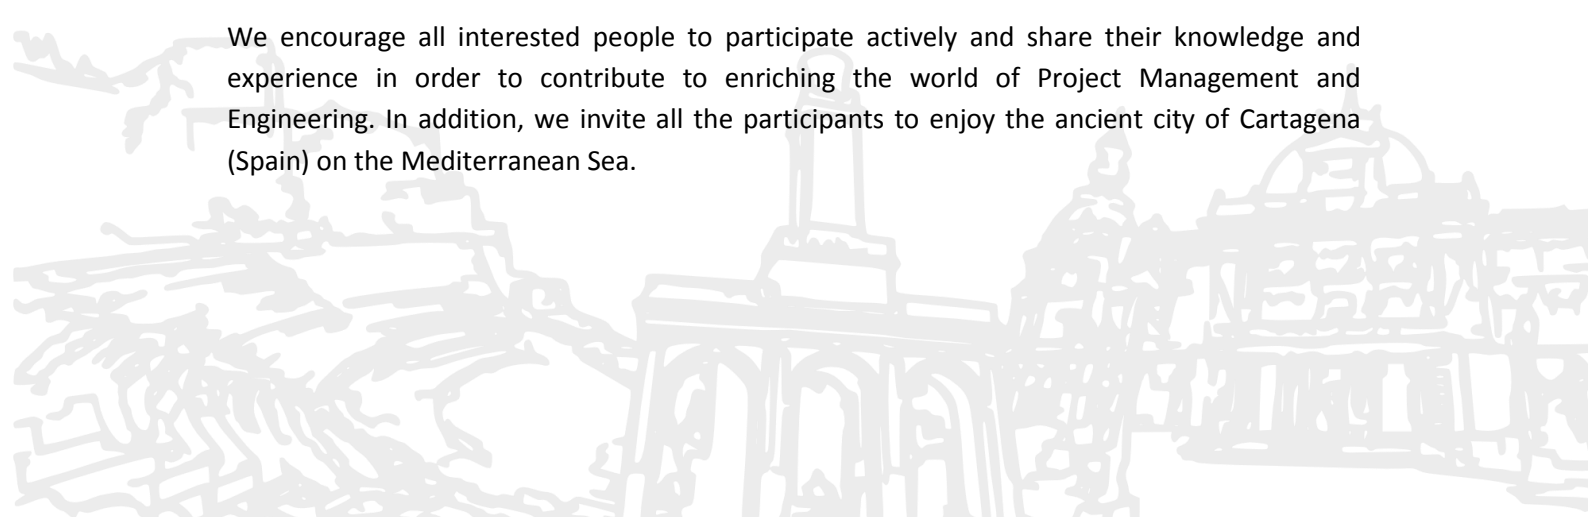 We encourage all interested people to participate actively and share their knowledge and
experience in order to contribute to enriching the world of Project Management and
Engineering. In addition, we invite all the participants to enjoy the ancient city of Cartagena
(Spain) on the Mediterranean Sea.